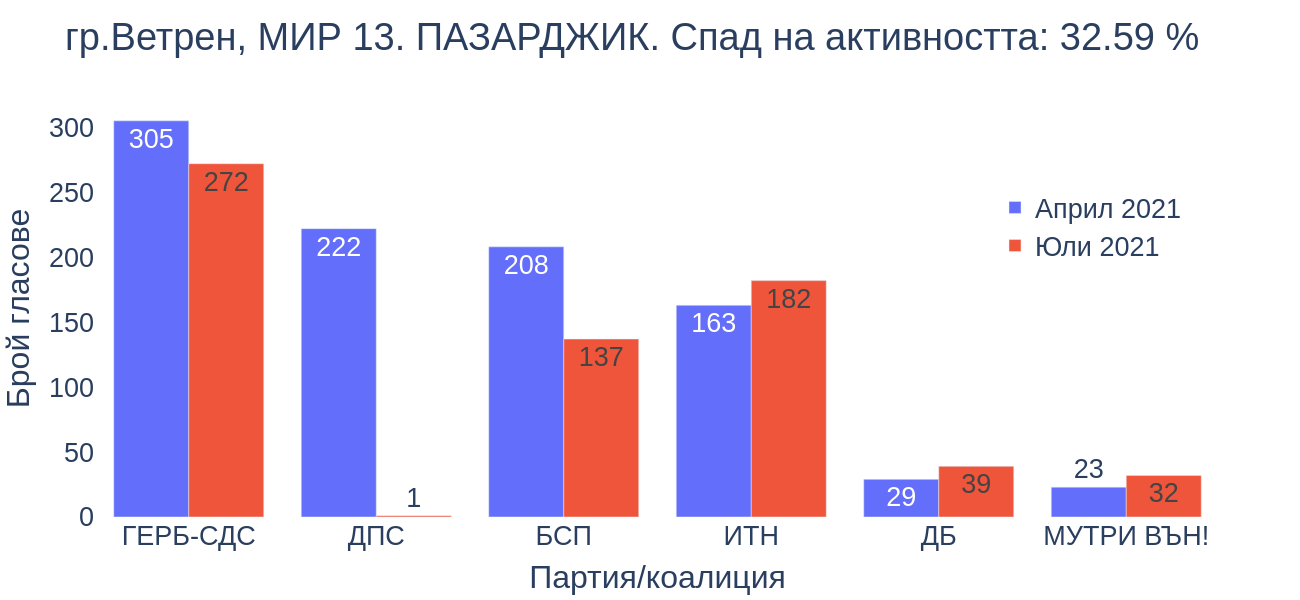 гр.Ветрен, МИР 13. ПАЗАРДЖИК. Спад на активността: 32.59 %
Брой гласове
300
250
200
150
100
50
0
305
272
222
1
208
137
163
182
29
39
23
32
Април 2021
Юли 2021
ГЕРБ-СДС
ДПС
БСП
ИТН
ДБ
МУТРИ ВЪН!
Партия/коалиция